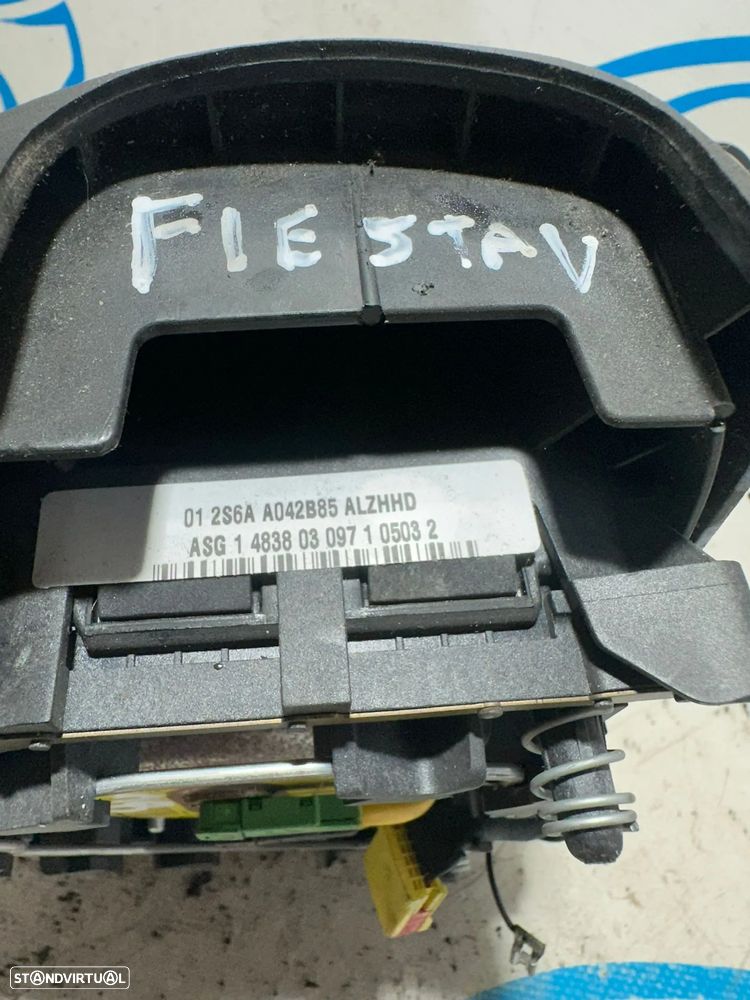 FIESTA V
01 2S6A A042B85 ALZHHD
ASG 1 4838 03 097 1 0503 2
STANDVIRTUAL